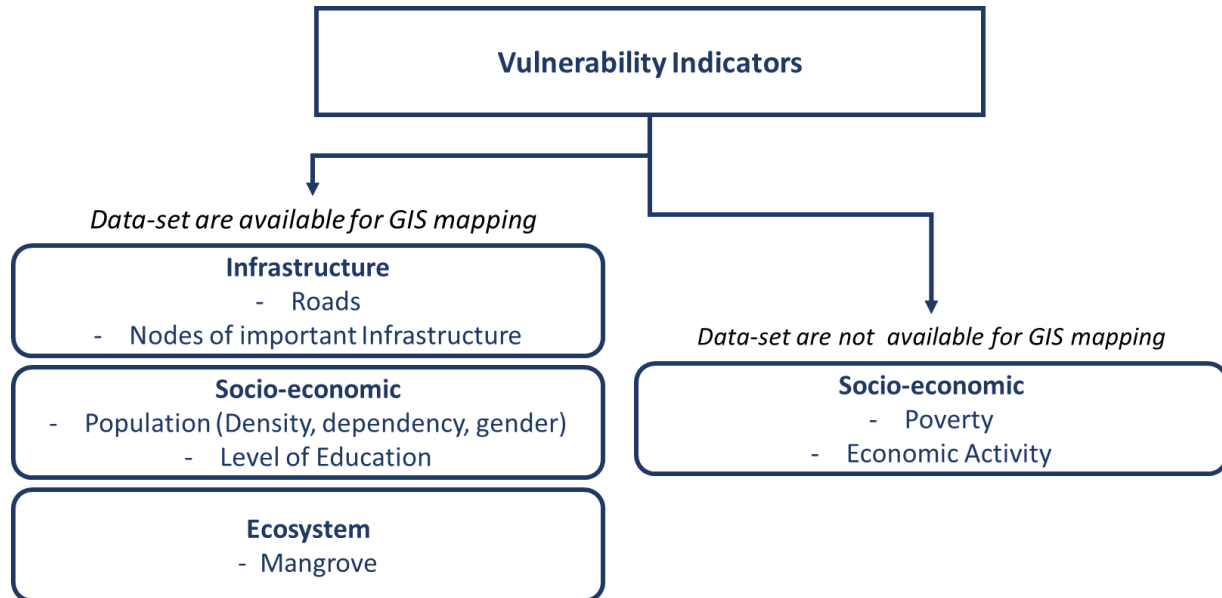 Vulnerability Indicators
Data-set are available for GIS mapping
Infrastructure
- Roads
- Nodes of important Infrastructure
Socio-economic
- Population (Density, dependency, gender)
- Level of Education
Ecosystem
- Mangrove
Data-set are not available for GIS mapping
Socio-economic
- Poverty
- Economic Activity